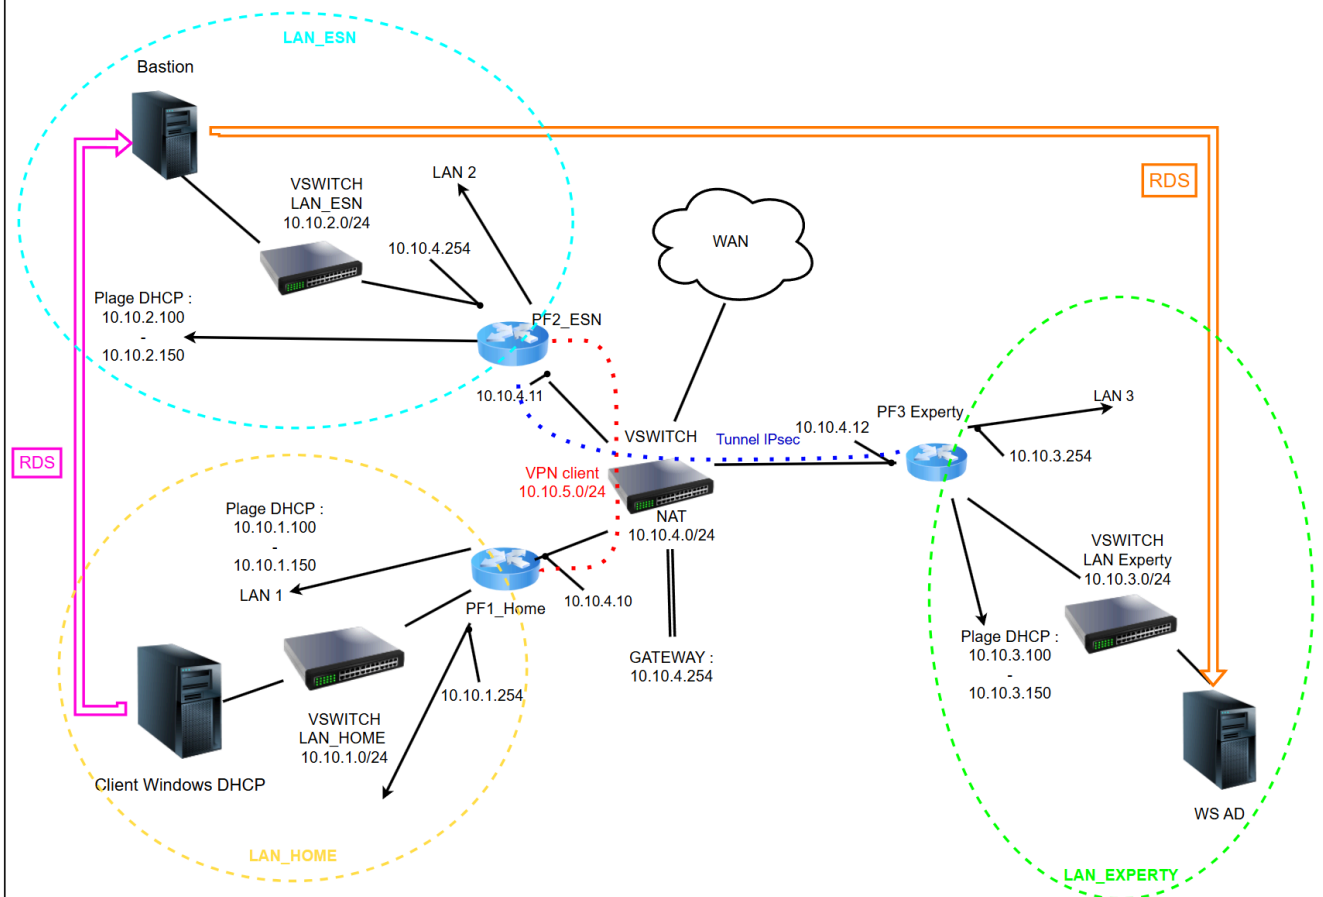 LAN_ESN
Bastion
LAN 2
RDS
VSWITCH
LAN_ESN
10.10.2.0/24
10.10.4.254
WAN
Plage DHCP :
10.10.2.100
-
10.10.2.150
PF2_ESN
10.10.4.11
VSWITCH
Tunnel IPsec
10.10.4.12
PF3 Experty
LAN 3
10.10.3.254
RDS
VPN client
10.10.5.0/24
NAT
10.10.4.0/24
Plage DHCP :
10.10.1.100
-
10.10.1.150
LAN 1
PF1_Home
10.10.4.10
VSWITCH
LAN Experty
10.10.3.0/24
GATEWAY :
10.10.4.254
Plage DHCP :
10.10.3.100
-
10.10.3.150
10.10.1.254
VSWITCH
LAN_HOME
10.10.1.0/24
Client Windows DHCP
WS AD
LAN_HOME
LAN_EXPERTY